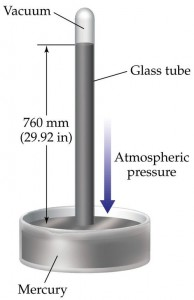 Vacuum
Glass tube
760 mm
(29.92 in)
Atmospheric
pressure
Mercury